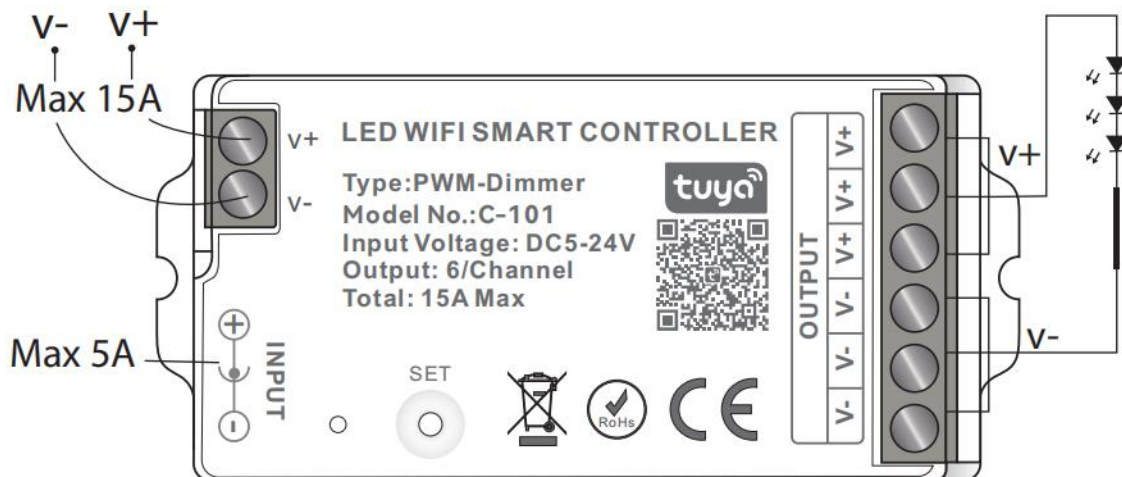 v- v+
Max 15A
v+
v-
LED WIFI SMART CONTROLLER
Type:PWM-Dimmer
Model No.:C-101
Input Voltage: DC5-24V
Output: 6/Channel
Total: 15A Max
tuya
Max 5A
INPUT
SET
RoHs
CE
OUTPUT
V+
V+
V+
V-
V-
V-
v+
v-